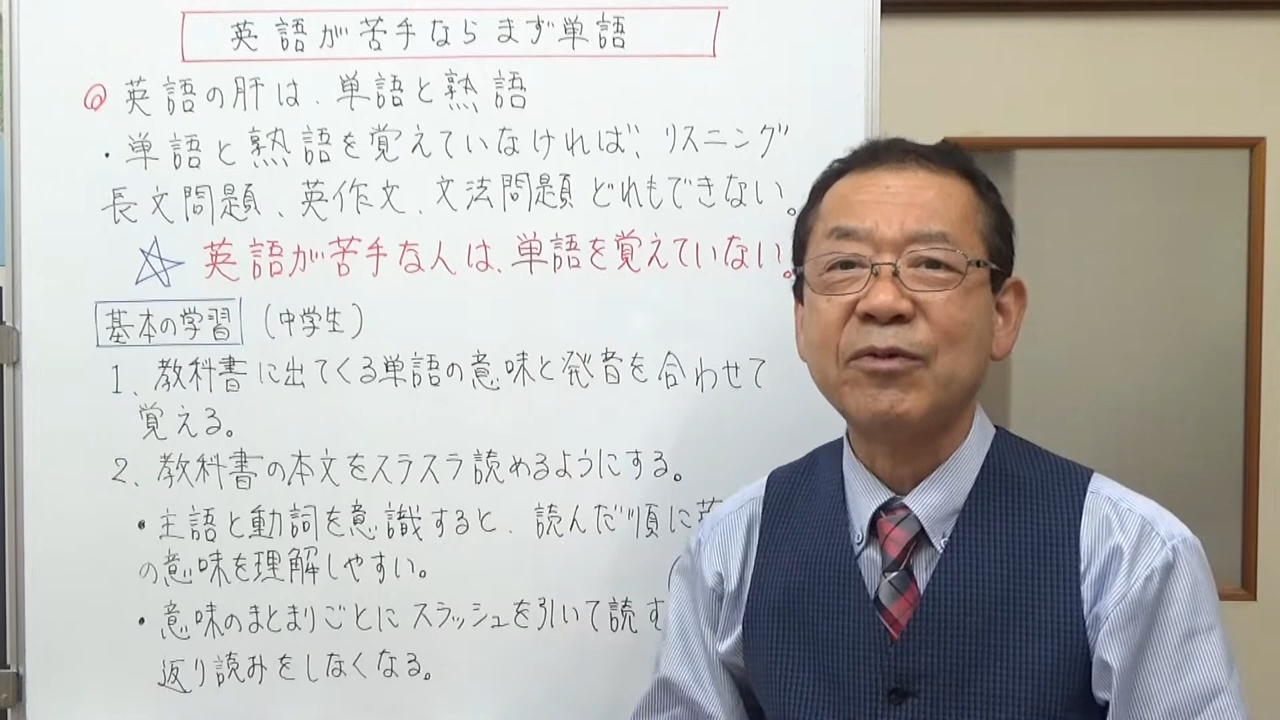 英語が苦手ならまず単語
◎ 英語の肝は、単語と熟語
・単語と熟語を覚えていなければ、リスニング
長文問題、英作文、文法問題どれもできない。
☆ 英語が苦手な人は、単語を覚えていない。
基本の学習 (中学生)
1、教科書に出てくる単語の意味と発音を合わせて
覚える。
2、教科書の本文をスラスラ読めるようにする。
・主語と動詞を意識すると、読んだ順に
の意味を理解しやすい。
・意味のまとまりごとにスラッシュを引いて読む
返り読みをしなくなる。